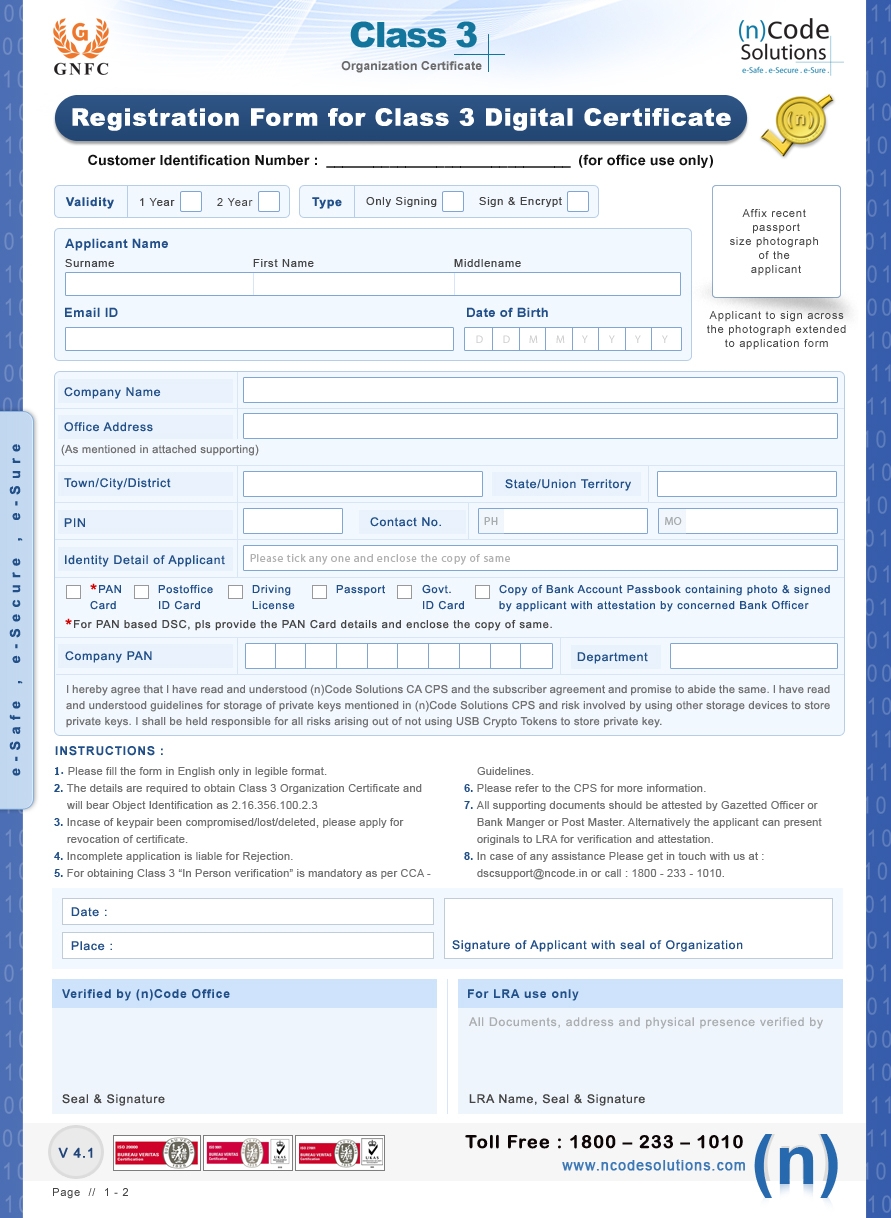 GNFC
Class 3
Organization Certificate
(n)Code
Solutions
e-Safe . e-Secure . e-Sure .
Registration Form for Class 3 Digital Certificate
(n)
Customer Identification Number : ____________________________ (for office use only)
Validity 1 Year 2 Year Type Only Signing Sign & Encrypt
Affix recent
passport
size photograph
of the
applicant
Applicant to sign across
the photograph extended
to application form
Applicant Name
Surname First Name Middlename
Email ID Date of Birth
D D M M Y Y Y Y
Company Name
Office Address
(As mentioned in attached supporting)
Town/City/District State/Union Territory
PIN Contact No. PH MO
Identity Detail of Applicant Please tick any one and enclose the copy of same
*PAN Card
Postoffice ID Card
Driving License
Passport
Govt. ID Card
Copy of Bank Account Passbook containing photo & signed
by applicant with attestation by concerned Bank Officer
*For PAN based DSC, pls provide the PAN Card details and enclose the copy of same.
Company PAN Department
I hereby agree that I have read and understood (n)Code Solutions CA CPS and the subscriber agreement and promise to abide the same. I have read
and understood guidelines for storage of private keys mentioned in (n)Code Solutions CPS and risk involved by using other storage devices to store
private keys. I shall be held responsible for all risks arising out of not using USB Crypto Tokens to store private key.
e-Safe , e-Secure , e-Sure
INSTRUCTIONS :
1. Please fill the form in English only in legible format.
2. The details are required to obtain Class 3 Organization Certificate and
will bear Object Identification as 2.16.356.100.2.3
3. Incase of keypair been compromised/lost/deleted, please apply for
revocation of certificate.
4. Incomplete application is liable for Rejection.
5. For obtaining Class 3 “In Person verification” is mandatory as per CCA -
Guidelines.
6. Please refer to the CPS for more information.
7. All supporting documents should be attested by Gazetted Officer or
Bank Manger or Post Master. Alternatively the applicant can present
originals to LRA for verification and attestation.
8. In case of any assistance Please get in touch with us at :
dscsupport@ncode.in or call : 1800 - 233 - 1010.
Date :
Place :
Signature of Applicant with seal of Organization
Verified by (n)Code Office
Seal & Signature
For LRA use only
All Documents, address and physical presence verified by
LRA Name, Seal & Signature
V 4.1
BUREAU VERITAS
Certification
BUREAU VERITAS
Certification
BUREAU VERITAS
Certification
Toll Free : 1800 – 233 – 1010
www.ncodesolutions.com
(n)
Page // 1 - 2